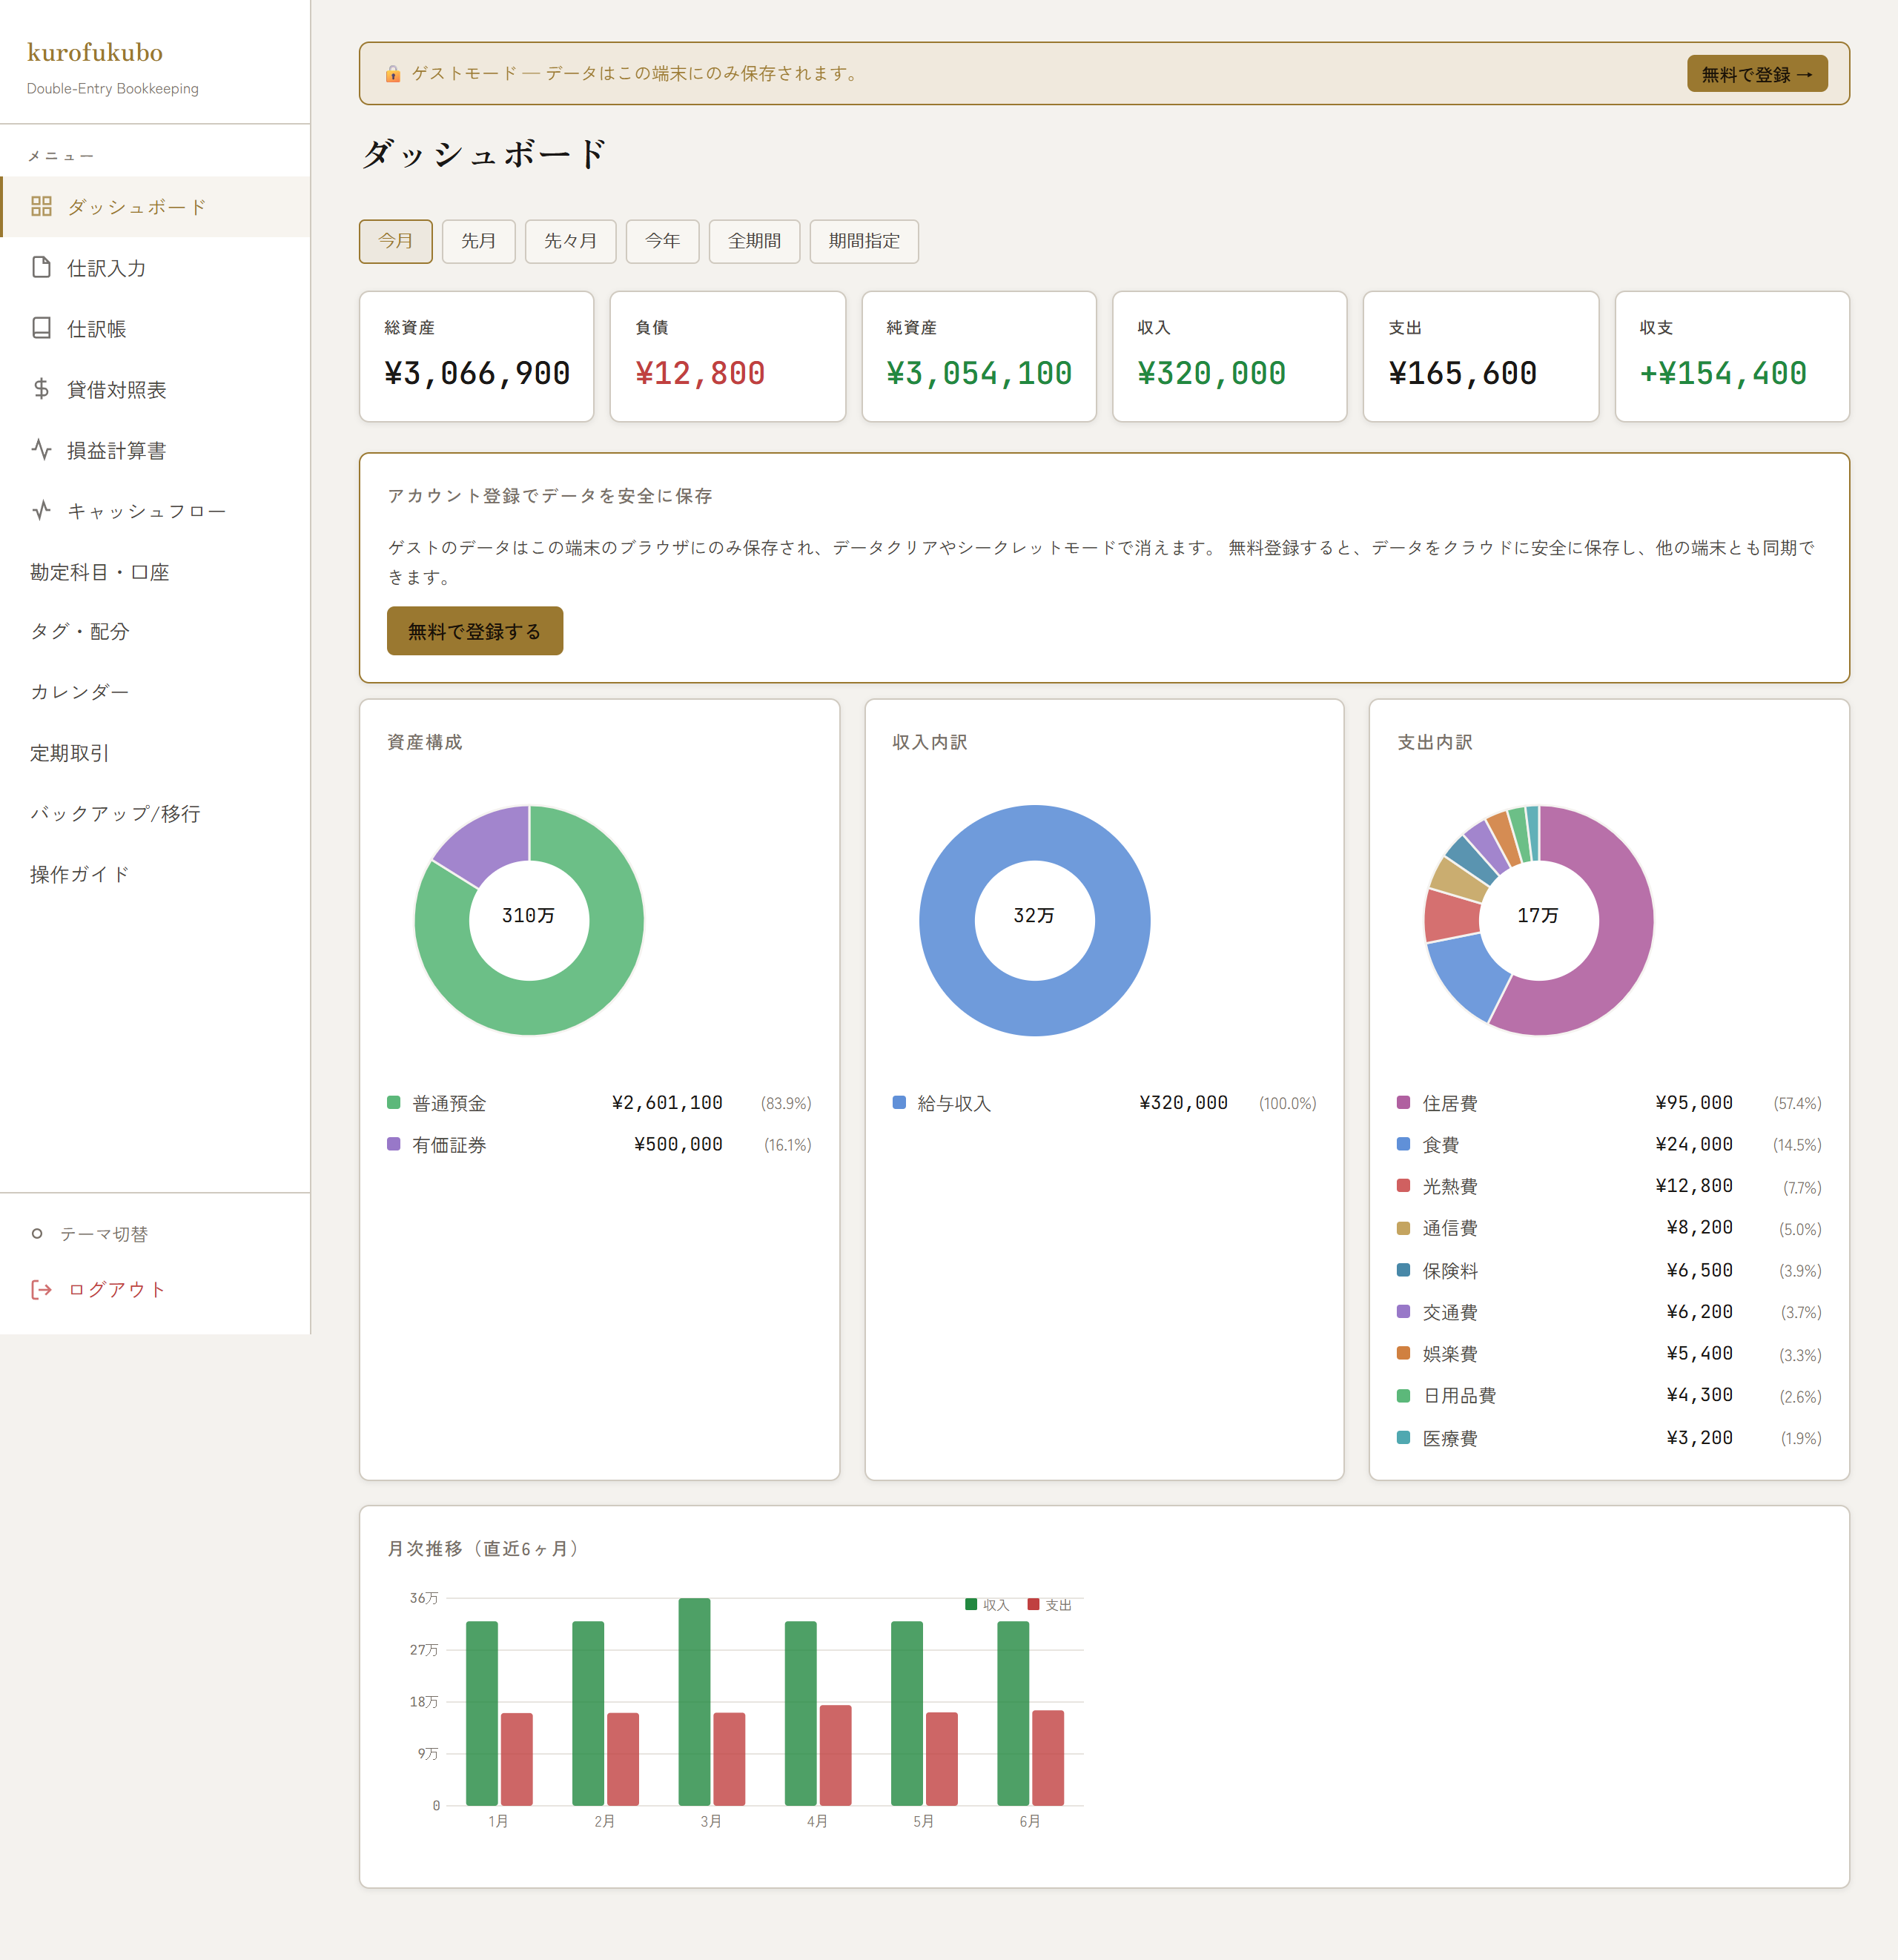 kurofukubo
Double-Entry Bookkeeping
メニュー
ダッシュボード
仕訳入力
仕訳帳
貸借対照表
損益計算書
キャッシュフロー
勘定科目・口座
タグ・配分
カレンダー
定期取引
バックアップ/移行
操作ガイド
テーマ切替
ログアウト
ゲストモード — データはこの端末にのみ保存されます。
無料で登録 →
ダッシュボード
今月 先月 先々月 今年 全期間 期間指定
総資産 負債 純資産 収入 支出 収支
¥3,066,900 ¥12,800 ¥3,054,100 ¥320,000 ¥165,600 +¥154,400
アカウント登録でデータを安全に保存
ゲストのデータはこの端末のブラウザにのみ保存され、データクリアやシークレットモードで消えます。 無料登録すると、データをクラウドに安全に保存し、他の端末とも同期で
きます。
無料で登録する
資産構成
310万
普通預金 ¥2,601,100 (83.9%)
有価証券 ¥500,000 (16.1%)
収入内訳
32万
給与収入 ¥320,000 (100.0%)
支出内訳
17万
住居費 ¥95,000 (57.4%)
食費 ¥24,000 (14.5%)
光熱費 ¥12,800 (7.7%)
通信費 ¥8,200 (5.0%)
保険料 ¥6,500 (3.9%)
交通費 ¥6,200 (3.7%)
娯楽費 ¥5,400 (3.3%)
日用品費 ¥4,300 (2.6%)
医療費 ¥3,200 (1.9%)
月次推移（直近6ヶ月）
収入 支出
36万
27万
18万
9万
0
1月 2月 3月 4月 5月 6月